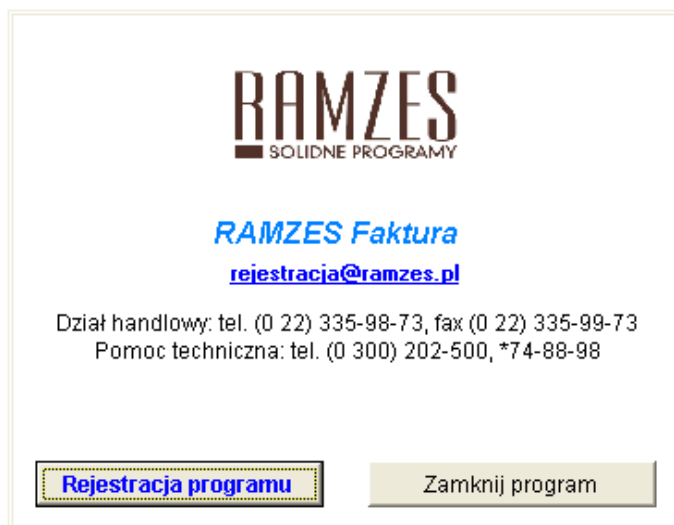 RAMZES
SOLIDNE PROGRAMY
RAMZES Faktura
rejestracja@ramzes.pl
Dział handlowy: tel. (0 22) 335-98-73, fax (0 22) 335-99-73
Pomoc techniczna: tel. (0 300) 202-500, *74-88-98
Rejestracja programu Zamknij program